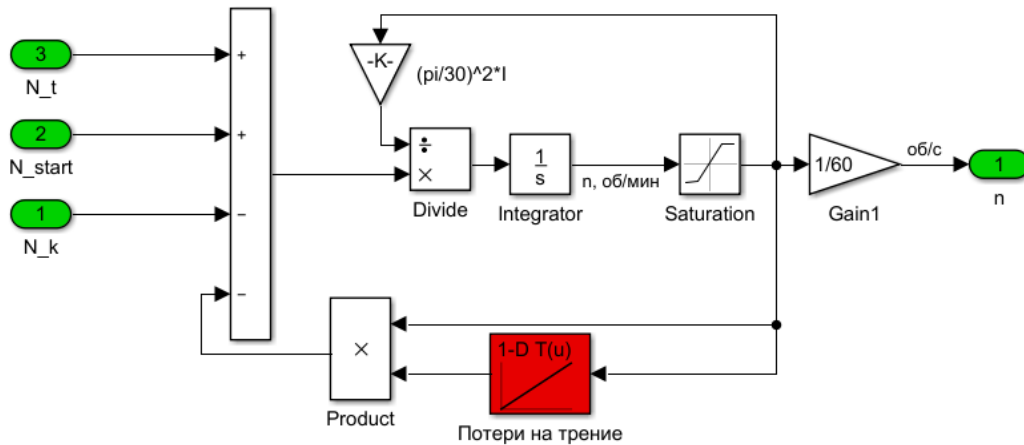 -K-
(pi/30)^2*I
3
+
N_t
2
+
÷
1
s
об/с
1/60
1
N_start
×
n, об/мин
n
Divide
Integrator
Saturation
Gain1
1
−
N_k
−
×
1-D T(u)
Product
Потери на трение